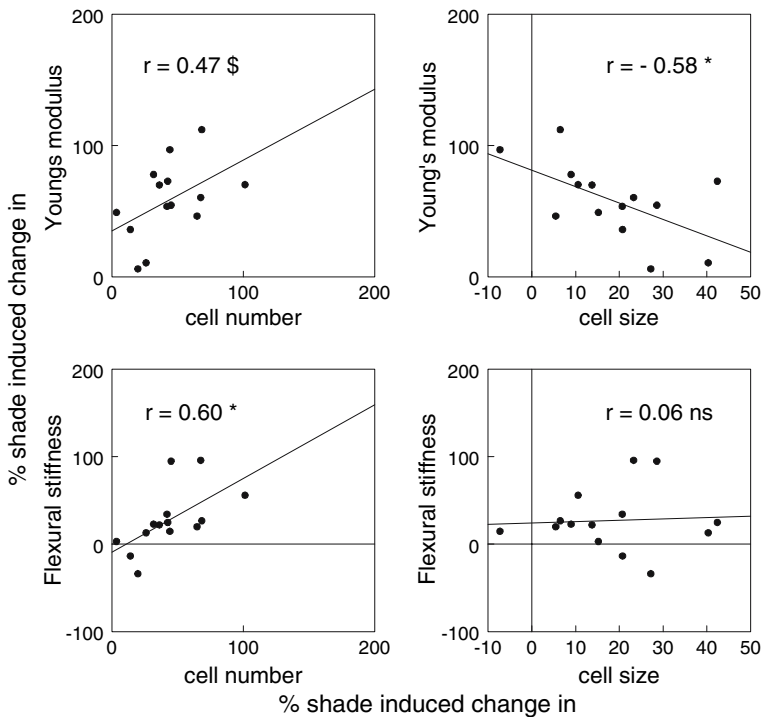 % shade induced change in
Youngs modulus
200
100
0
r = 0.47 $
0 100 200
cell number
Young's modulus
200
100
0
r = - 0.58 *
-10 0 10 20 30 40 50
cell size
Flexural stiffness
200
100
0
-100
r = 0.60 *
0 100 200
cell number
Flexural stiffness
200
100
0
-100
r = 0.06 ns
-10 0 10 20 30 40 50
cell size
% shade induced change in